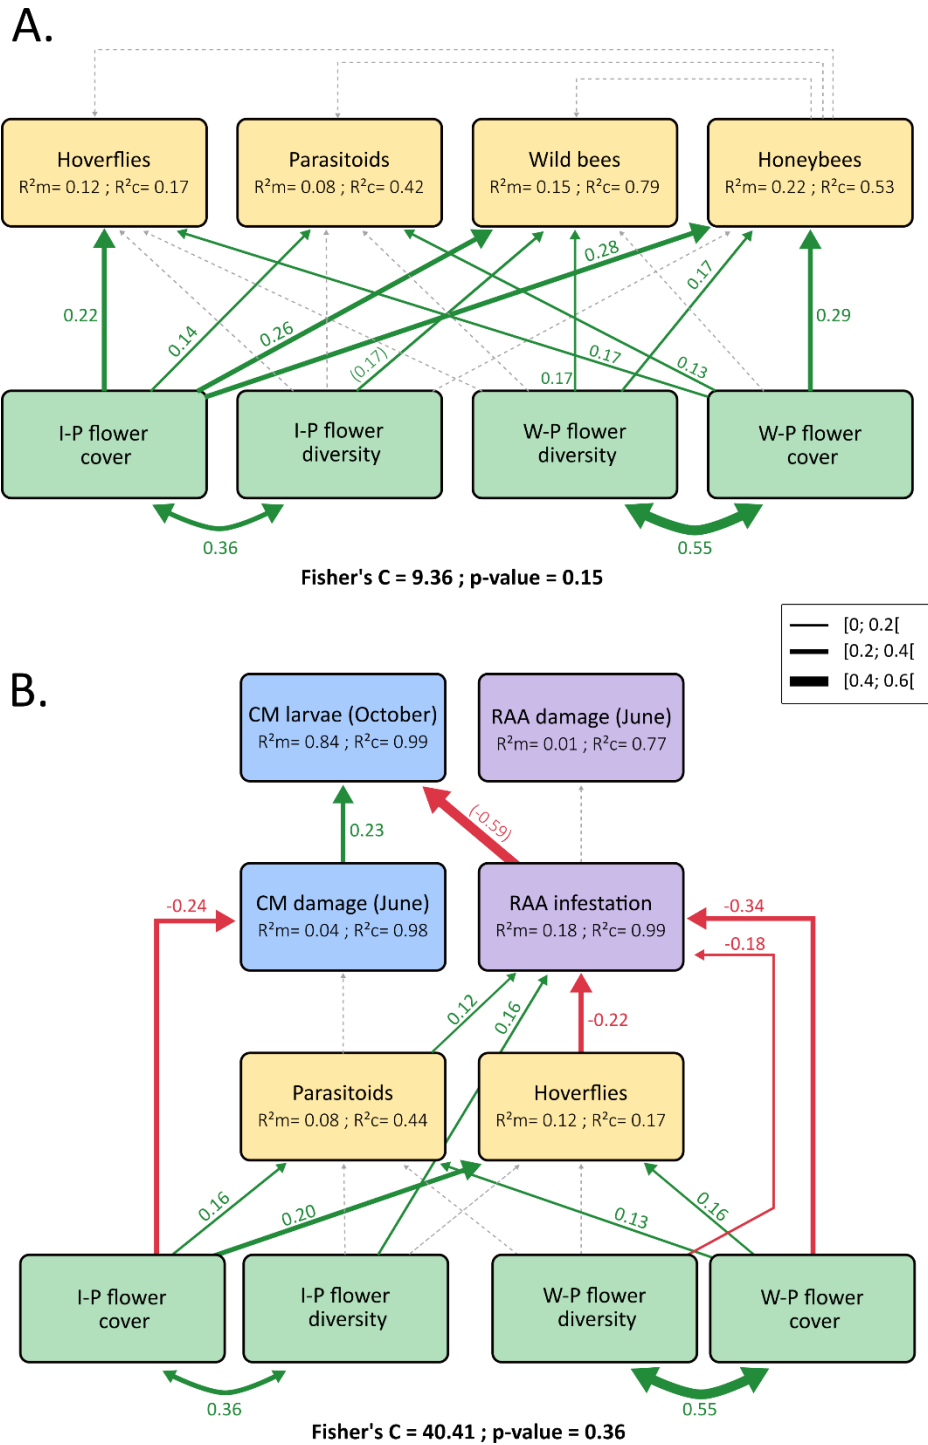 A.
Hoverflies
R²m= 0.12 ; R²c= 0.17
Parasitoids
R²m= 0.08 ; R²c= 0.42
Wild bees
R²m= 0.15 ; R²c= 0.79
Honeybees
R²m= 0.22 ; R²c= 0.53
0.22
0.14
0.26
0.28
(0.17)
0.17
0.17
0.17
0.13
0.29
I-P flower
cover
I-P flower
diversity
W-P flower
diversity
W-P flower
cover
0.36
0.55
Fisher's C = 9.36 ; p-value = 0.15
[0; 0.2[
[0.2; 0.4[
[0.4; 0.6[
B.
CM larvae (October)
R²m= 0.84 ; R²c= 0.99
RAA damage (June)
R²m= 0.01 ; R²c= 0.77
0.23
(-0.59)
CM damage (June)
R²m= 0.04 ; R²c= 0.98
RAA infestation
R²m= 0.18 ; R²c= 0.99
-0.24
-0.34
-0.18
0.12
0.16
-0.22
Parasitoids
R²m= 0.08 ; R²c= 0.44
Hoverflies
R²m= 0.12 ; R²c= 0.17
0.16
0.20
0.13
0.16
I-P flower
cover
I-P flower
diversity
W-P flower
diversity
W-P flower
cover
0.36
0.55
Fisher's C = 40.41 ; p-value = 0.36